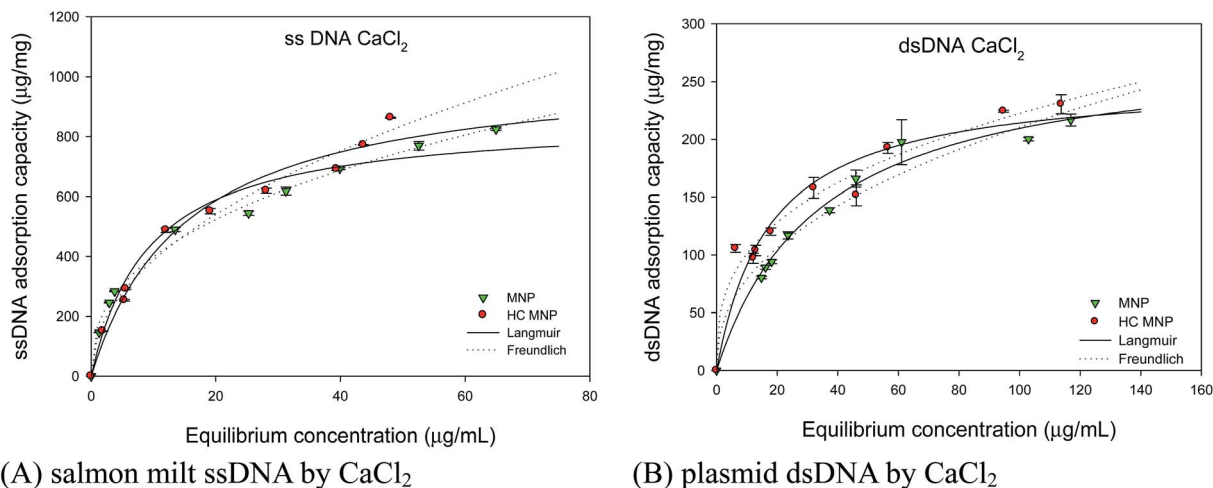 ss DNA CaCl₂
ssDNA adsorption capacity (µg/mg)
1200
1000
800
600
400
200
0
0 20 40 60 80
MNP
HC MNP
Langmuir
Freundlich
Equilibrium concentration (µg/mL)
(A) salmon milt ssDNA by CaCl₂
dsDNA CaCl₂
dsDNA adsorption capacity (µg/mg)
300
250
200
150
100
50
0
0 20 40 60 80 100 120 140 160
MNP
HC MNP
Langmuir
Freundlich
Equilibrium concentration (µg/mL)
(B) plasmid dsDNA by CaCl₂